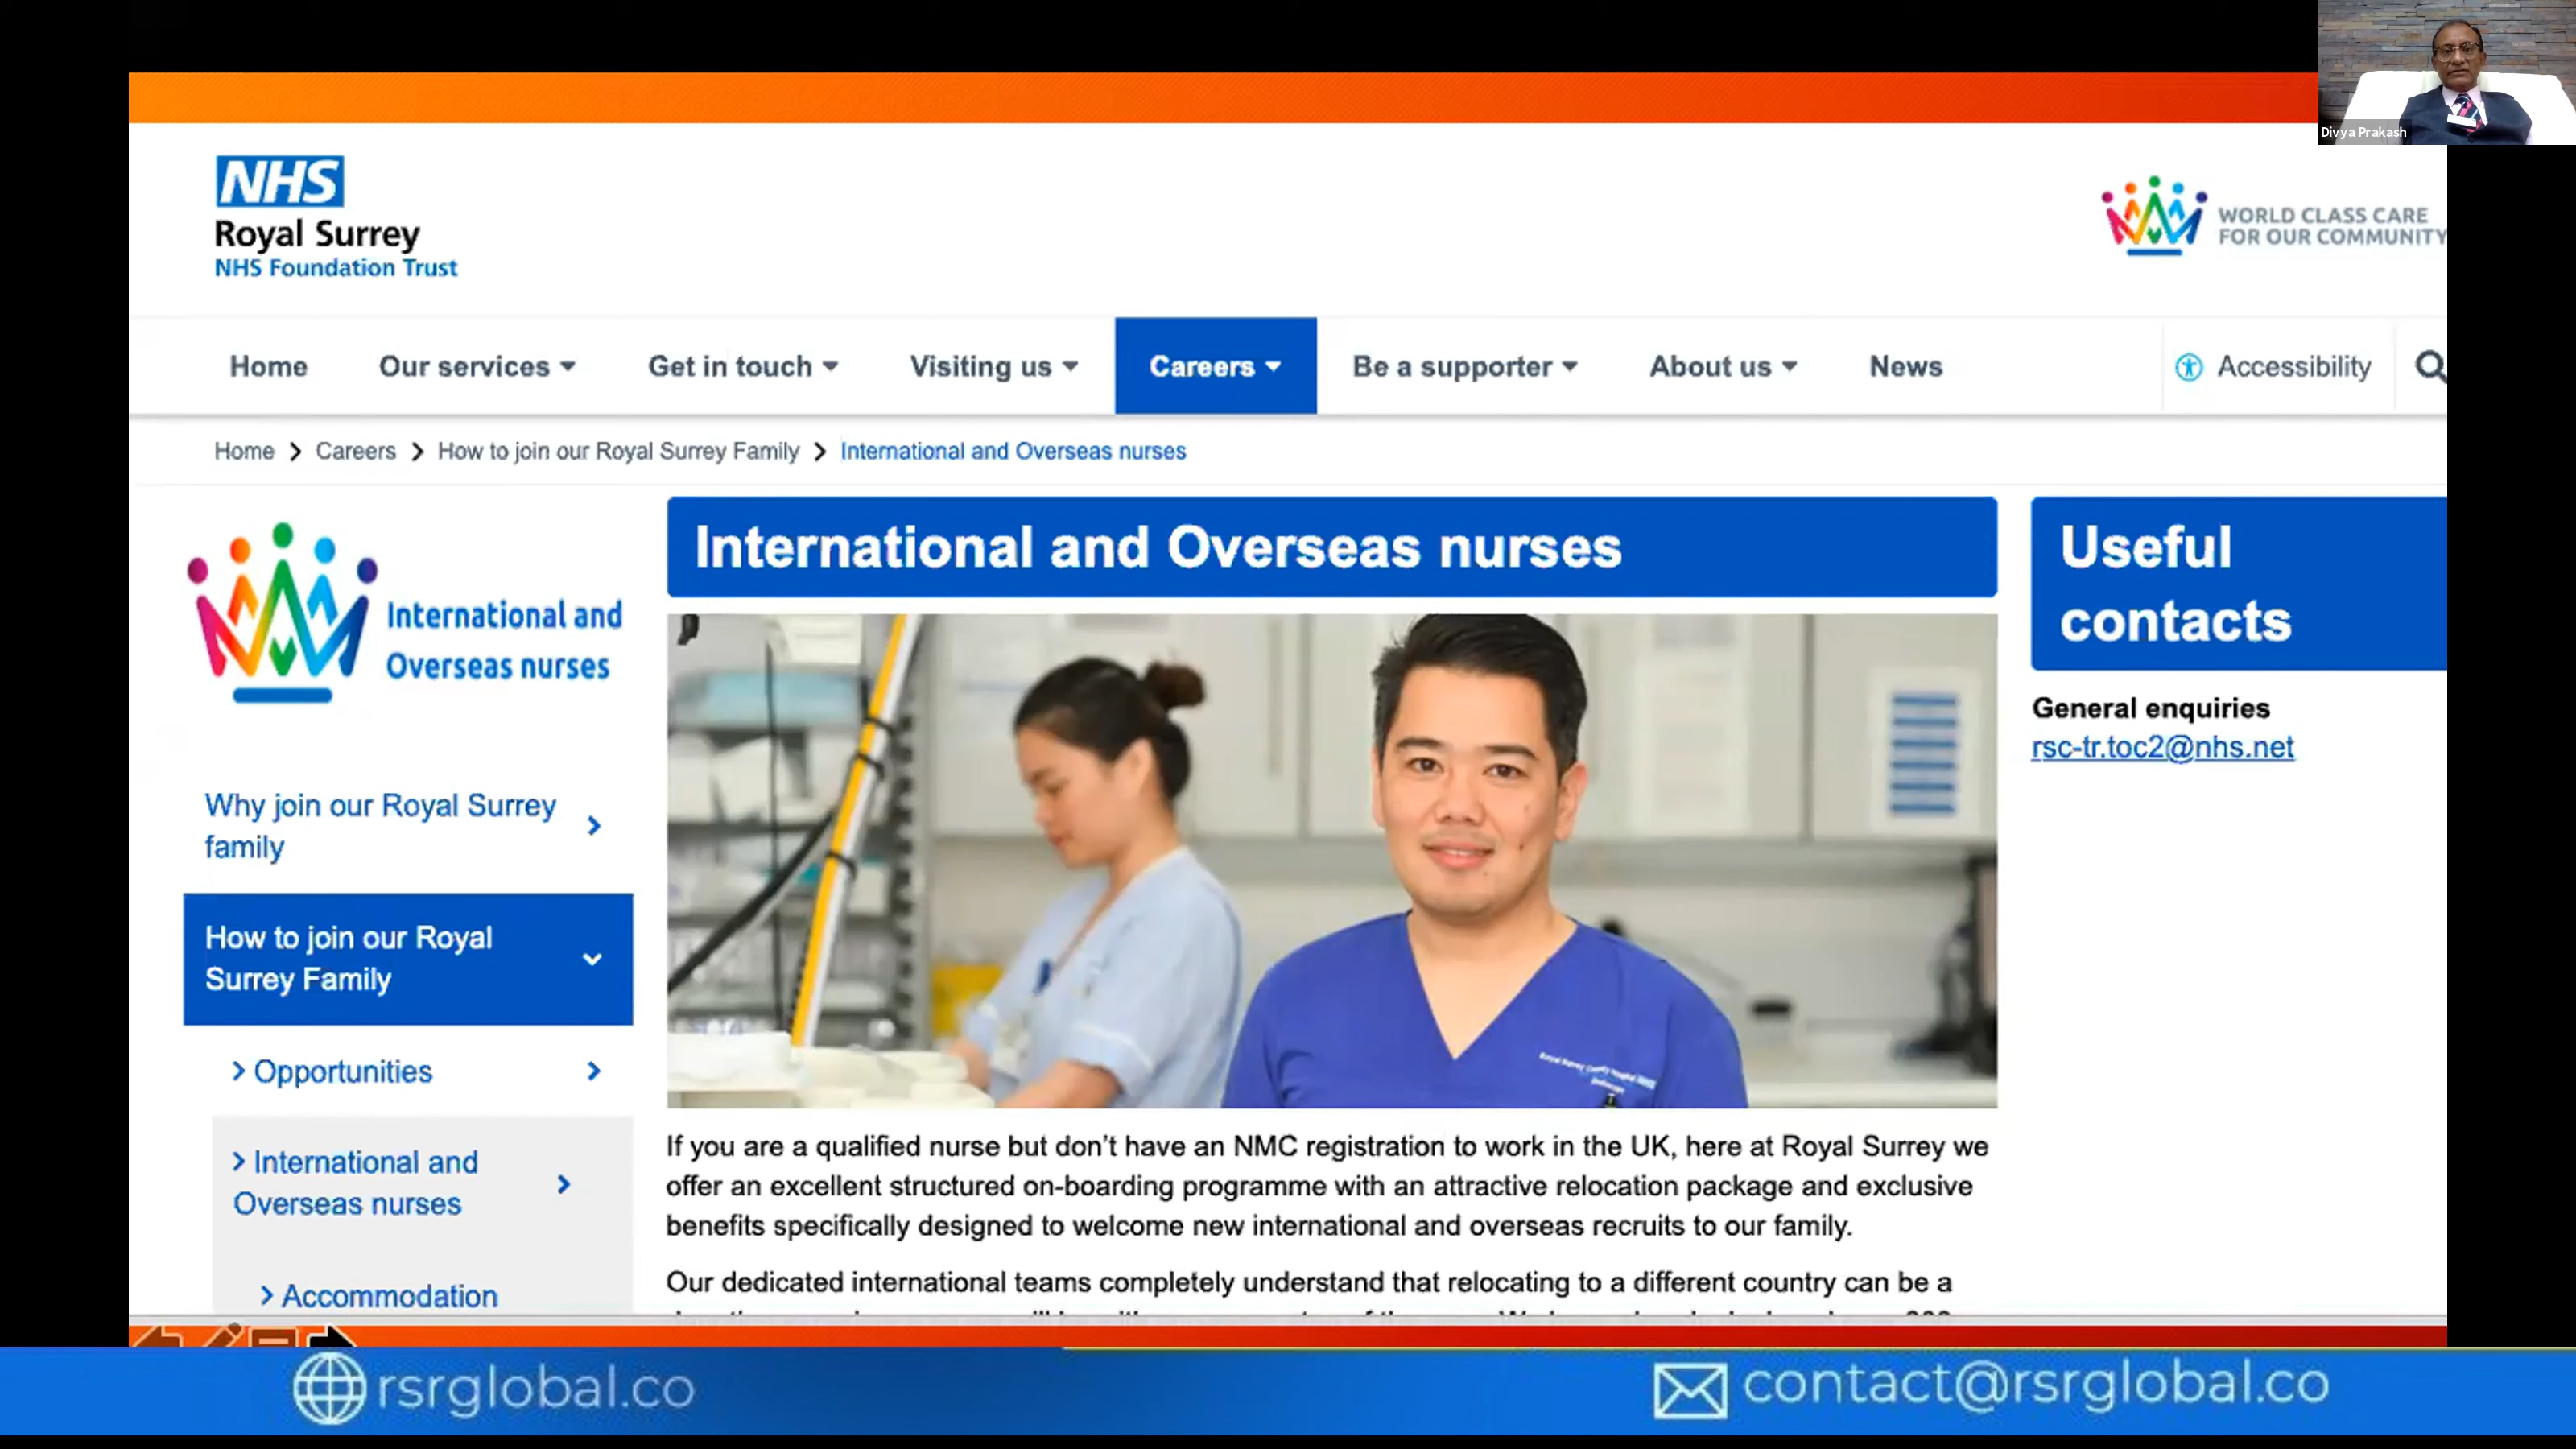 Divya Prakash
NHS
Royal Surrey
NHS Foundation Trust
WORLD CLASS CARE
FOR OUR COMMUNITY
Home Our services Get in touch Visiting us Careers Be a supporter About us News Accessibility
Home Careers How to join our Royal Surrey Family International and Overseas nurses
International and
Overseas nurses
Why join our Royal Surrey
family
How to join our Royal
Surrey Family
Opportunities
International and
Overseas nurses
Accommodation
International and Overseas nurses
If you are a qualified nurse but don’t have an NMC registration to work in the UK, here at Royal Surrey we
offer an excellent structured on-boarding programme with an attractive relocation package and exclusive
benefits specifically designed to welcome new international and overseas recruits to our family.
Our dedicated international teams completely understand that relocating to a different country can be a
Useful
contacts
General enquiries
rsc-tr.toc2@nhs.net
rsrglobal.co
contact@rsrglobal.co